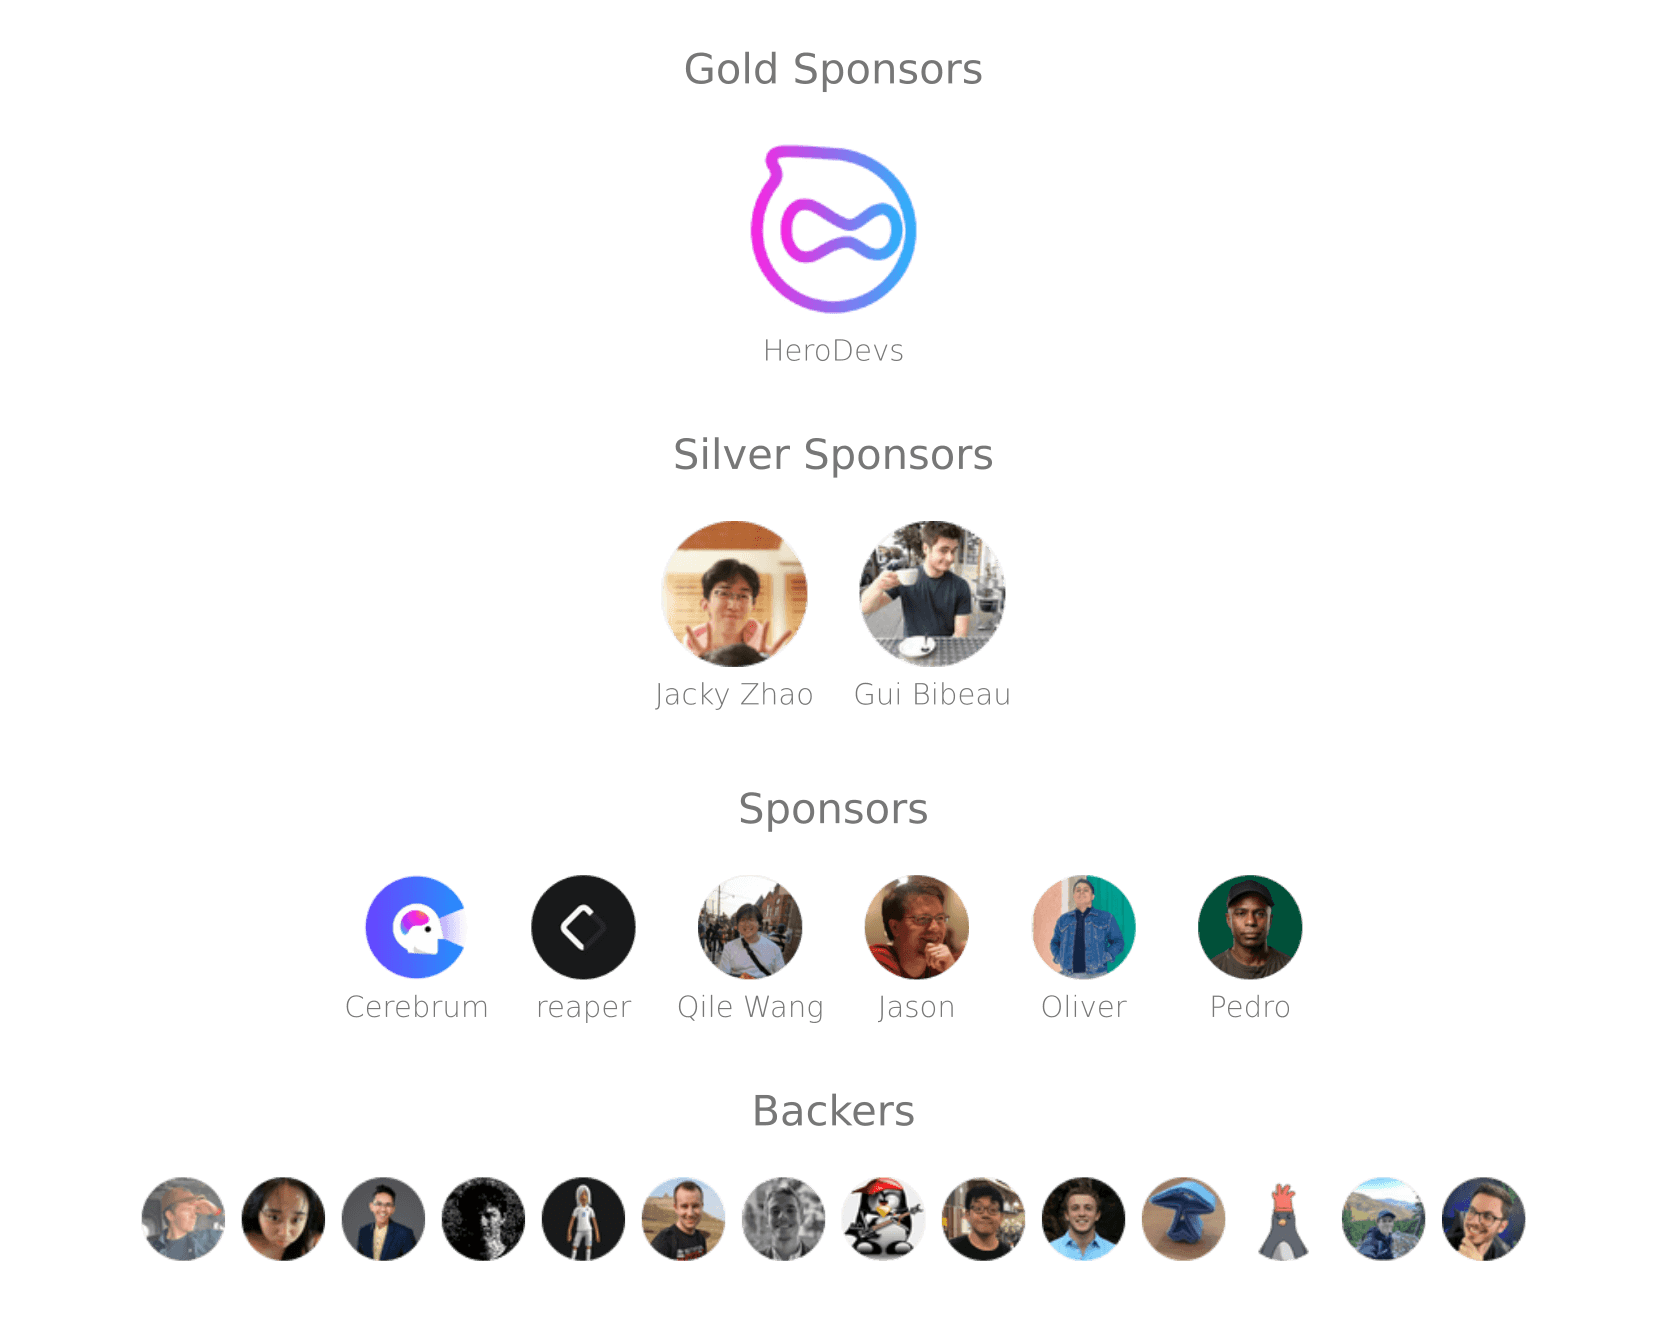 Gold Sponsors
HeroDevs
Silver Sponsors
Jacky Zhao Gui Bibeau
Sponsors
Cerebrum reaper Qile Wang Jason Oliver Pedro
Backers